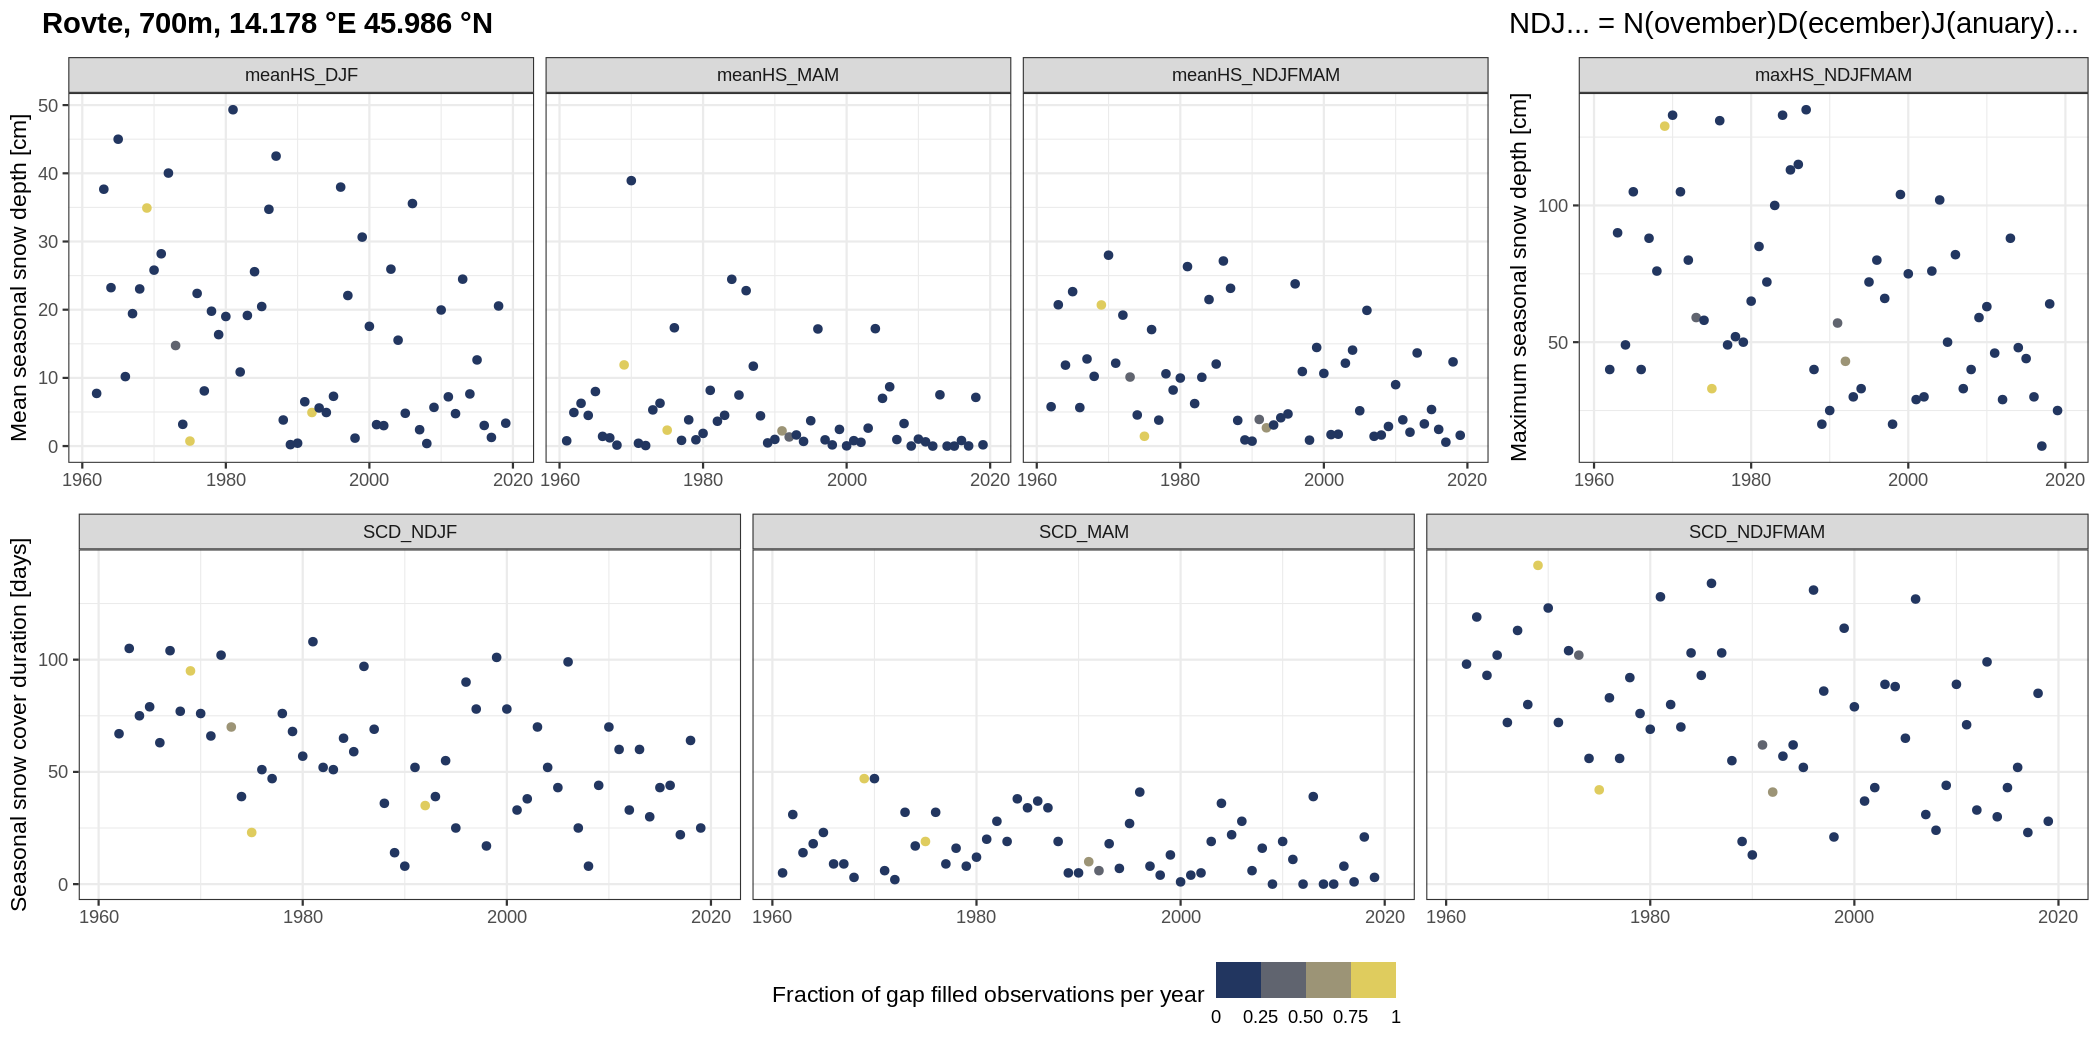 Rovte, 700m, 14.178 °E 45.986 °N
NDJ... = N(ovember)D(ecember)J(anuary)...
meanHS_DJF
meanHS_MAM
meanHS_NDJFMAM
maxHS_NDJFMAM
Mean seasonal snow depth [cm]
50
40
30
20
10
0
1960 1980 2000 2020
1960 1980 2000 2020
1960 1980 2000 2020
Maximum seasonal snow depth [cm]
100
50
1960 1980 2000 2020
SCD_NDJF
SCD_MAM
SCD_NDJFMAM
Seasonal snow cover duration [days]
100
50
0
1960 1980 2000 2020
1960 1980 2000 2020
1960 1980 2000 2020
Fraction of gap filled observations per year
0 0.25 0.50 0.75 1